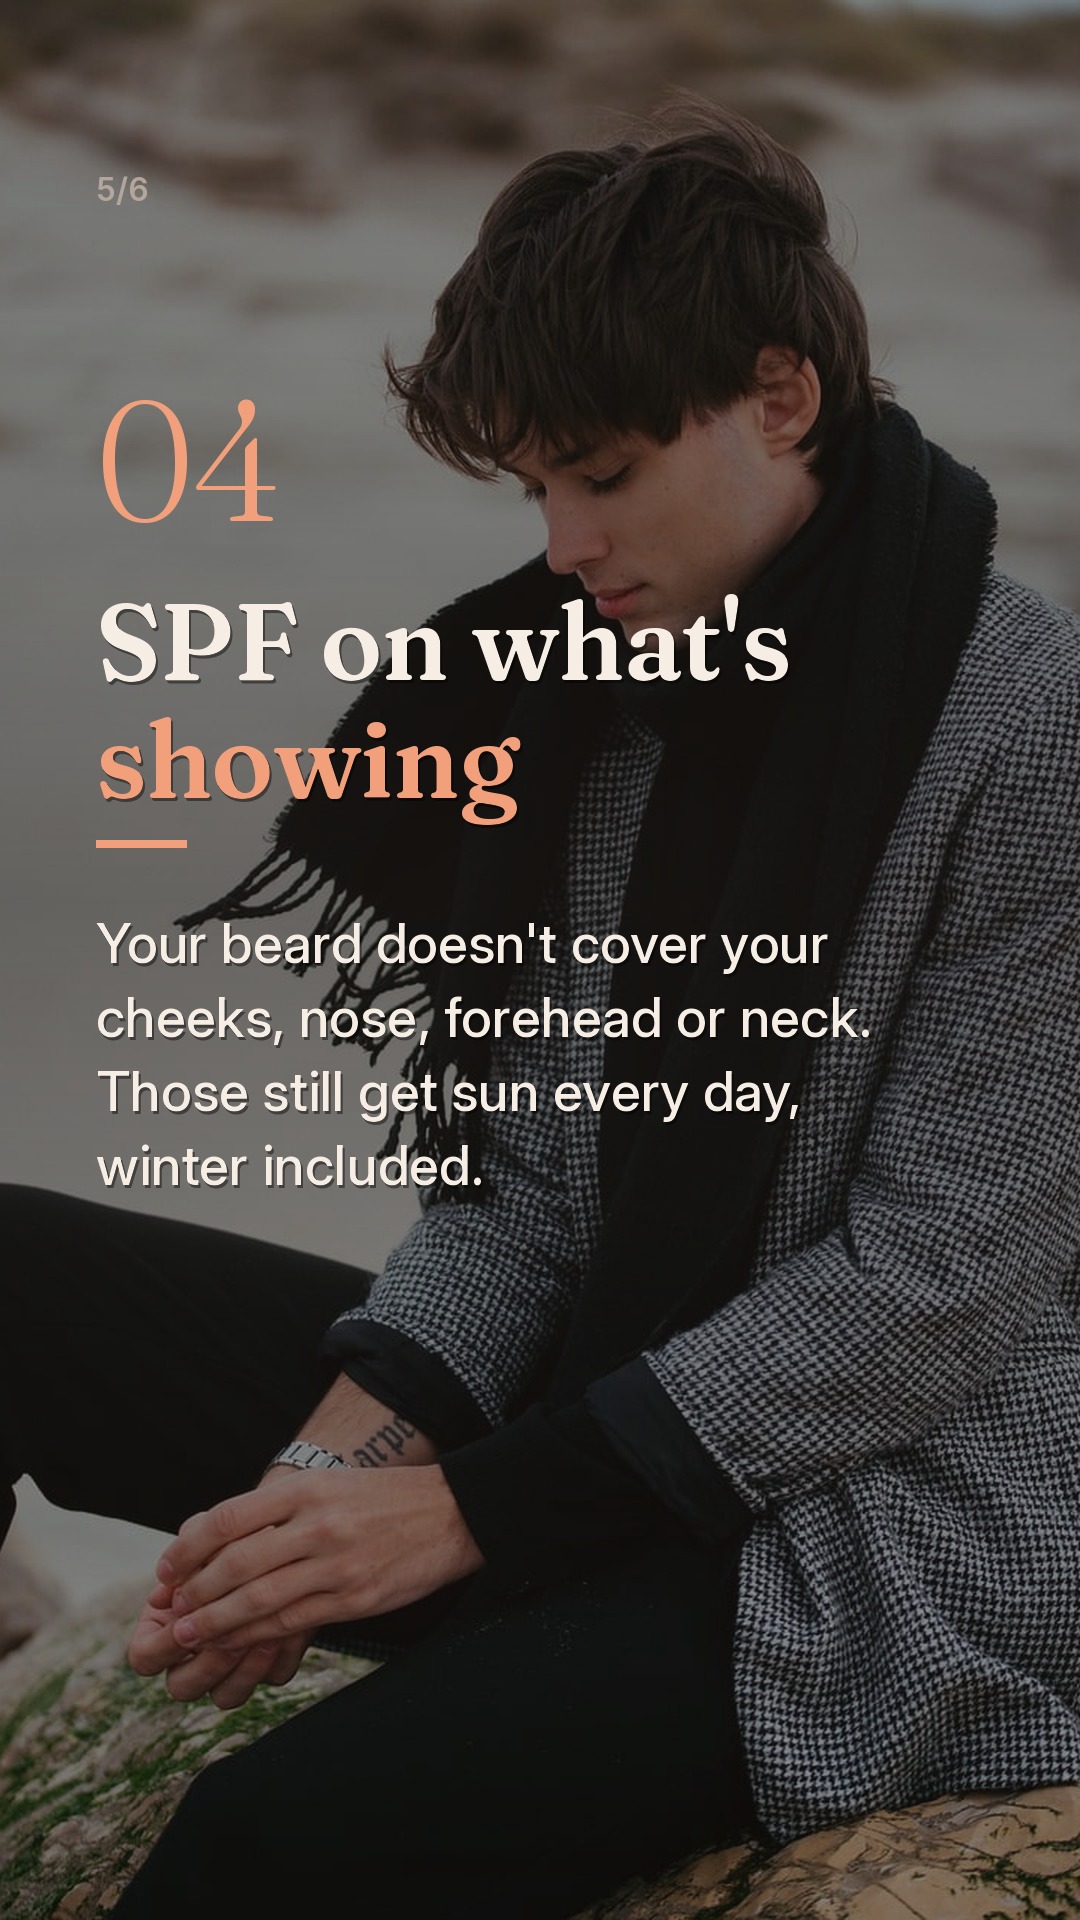 5/6
04
SPF on what's
showing
Your beard doesn't cover your
cheeks, nose, forehead or neck.
Those still get sun every day,
winter included.